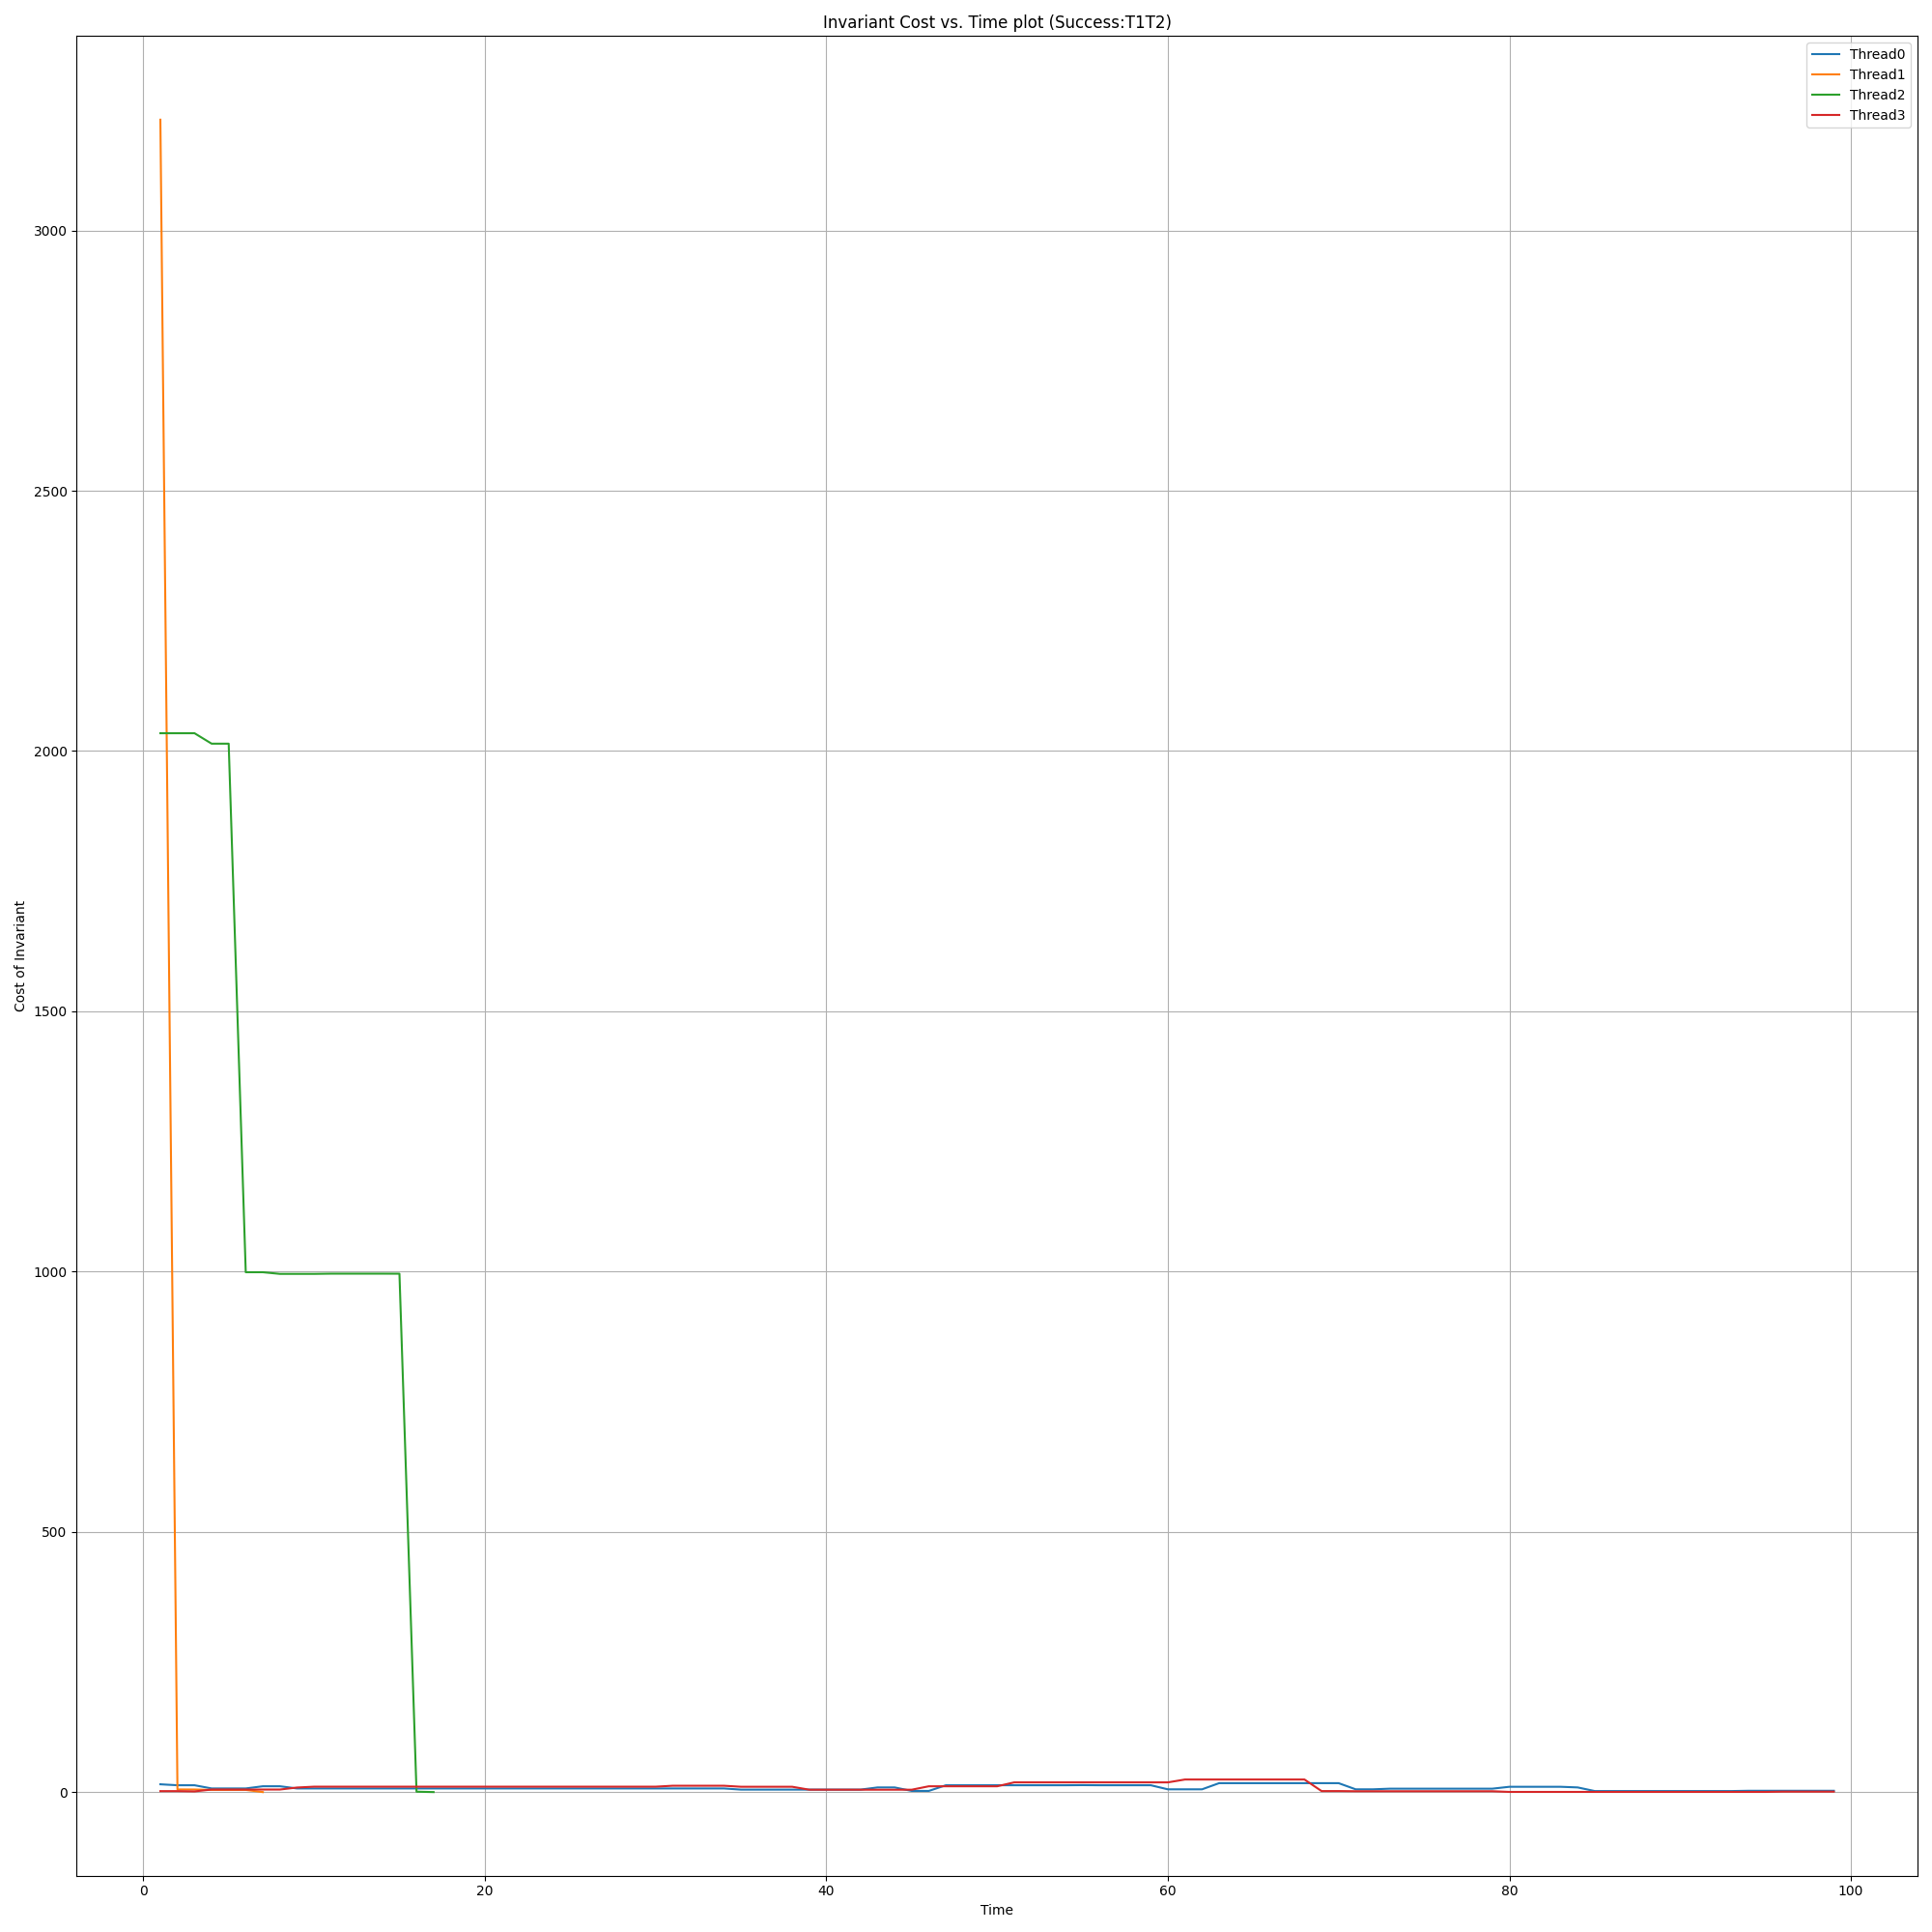 Invariant Cost vs. Time plot (Success:T1T2)
Thread0
Thread1
Thread2
Thread3
3000
2500
2000
1500
1000
500
0
Cost of Invariant
0 20 40 60 80 100
Time